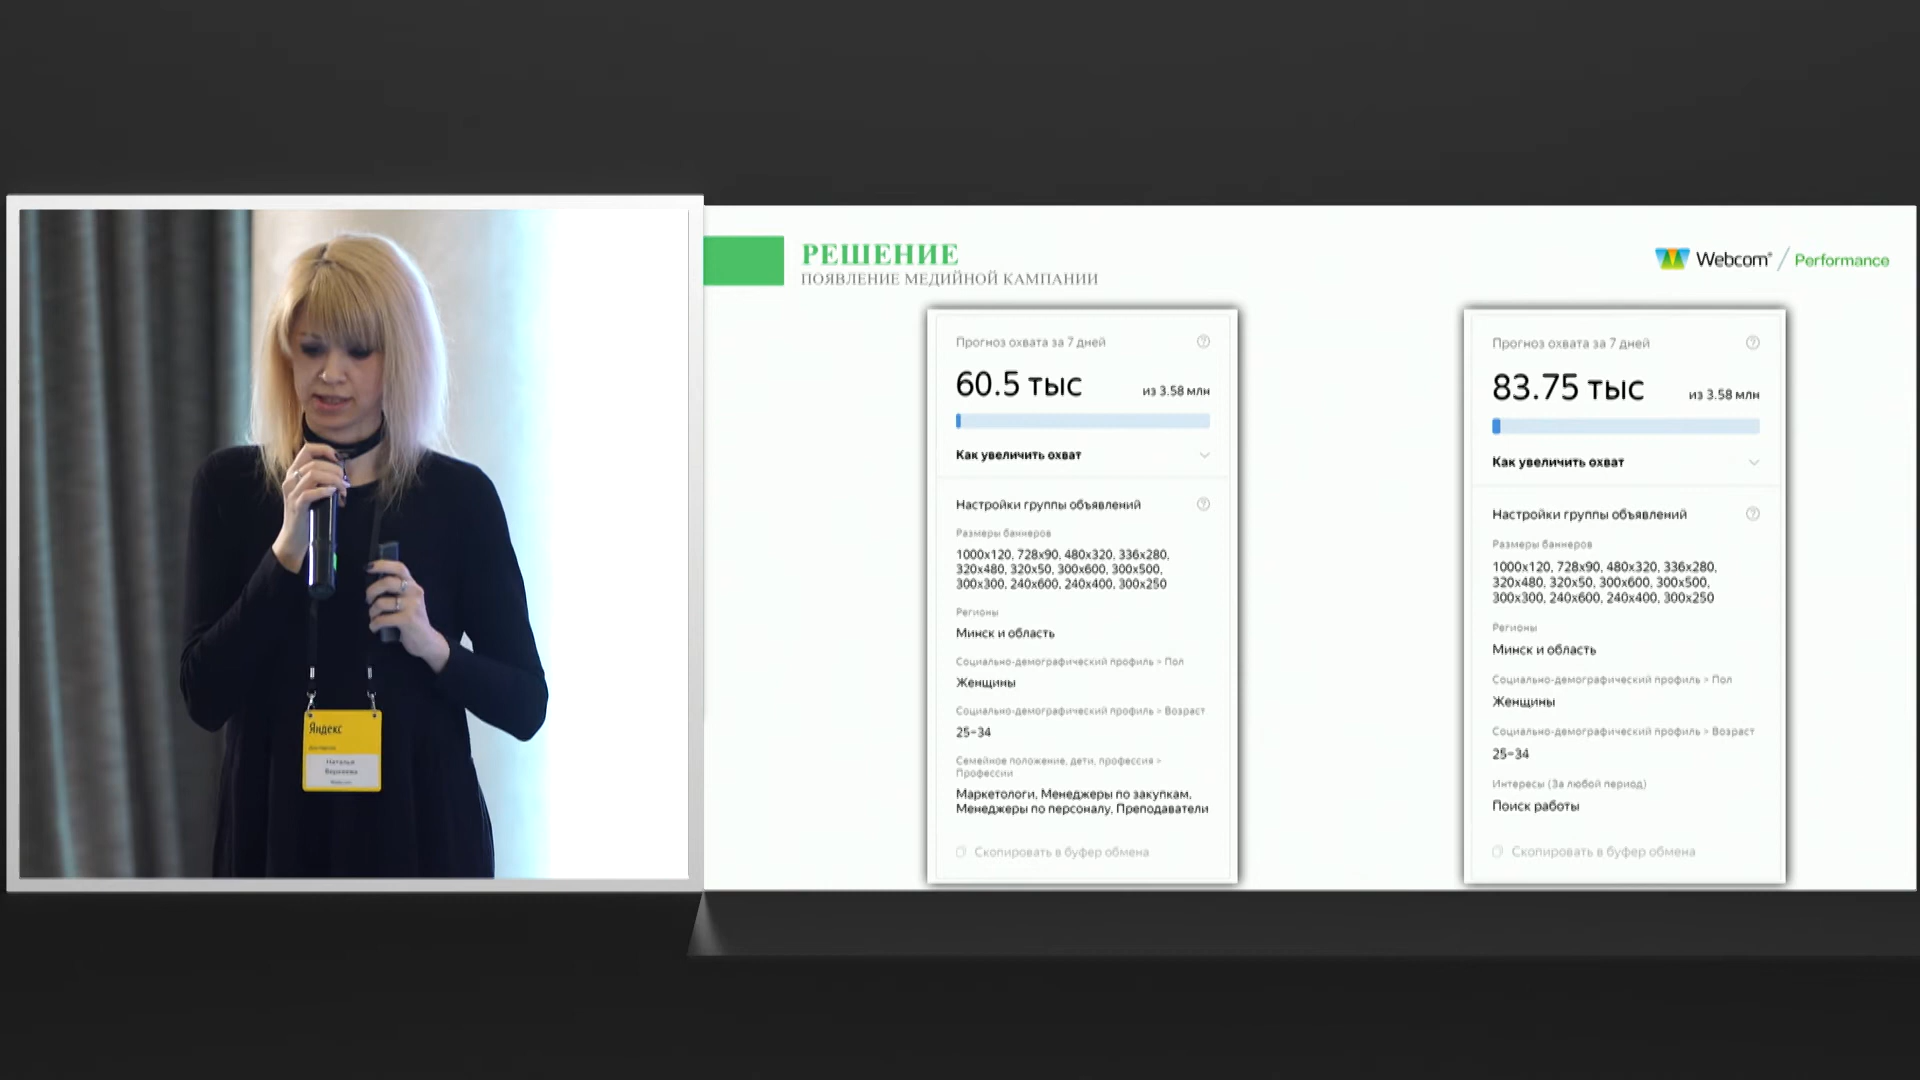 Яндекс
Наталья
РЕШЕНИЕ
ПОЯВЛЕНИЕ МЕДИЙНОЙ КАМПАНИИ
Webcom / Performance
Прогноз охвата за 7 дней
60.5 тыс из 3.58 млн
Как увеличить охват
Настройки группы объявлений
Размеры баннеров
1000x120, 728x90, 480x320, 336x280,
320x480, 320x50, 300x600, 300x500,
300x300, 240x600, 240x400, 300x250
Регионы
Минск и область
Социально-демографический профиль > Пол
Женщины
Социально-демографический профиль > Возраст
25-34
Семейное положение, дети, профессия >
Профессии
Маркетологи, Менеджеры по закупкам,
Менеджеры по персоналу, Преподаватели
Скопировать в буфер обмена
Прогноз охвата за 7 дней
83.75 тыс из 3.58 млн
Как увеличить охват
Настройки группы объявлений
Размеры баннеров
1000x120, 728x90, 480x320, 336x280,
320x480, 320x50, 300x600, 300x500,
300x300, 240x600, 240x400, 300x250
Регионы
Минск и область
Социально-демографический профиль > Пол
Женщины
Социально-демографический профиль > Возраст
25-34
Интересы (За любой период)
Поиск работы
Скопировать в буфер обмена